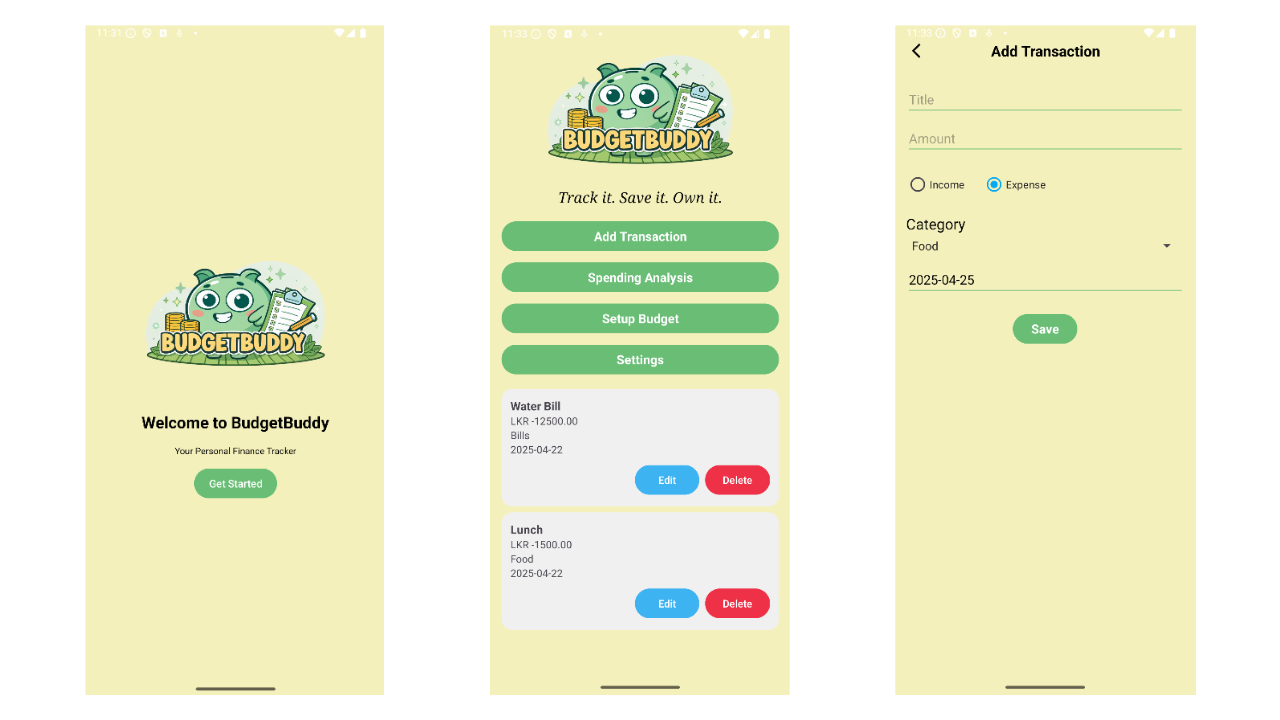 11:31
BUDGETBUDDY
Welcome to BudgetBuddy
Your Personal Finance Tracker
Get Started
11:33
BUDGETBUDDY
Track it. Save it. Own it.
Add Transaction
Spending Analysis
Setup Budget
Settings
Water Bill
LKR -12500.00
Bills
2025-04-22
Edit Delete
Lunch
LKR -1500.00
Food
2025-04-22
Edit Delete
11:33
Add Transaction
Title
Amount
Income Expense
Category
Food
2025-04-25
Save